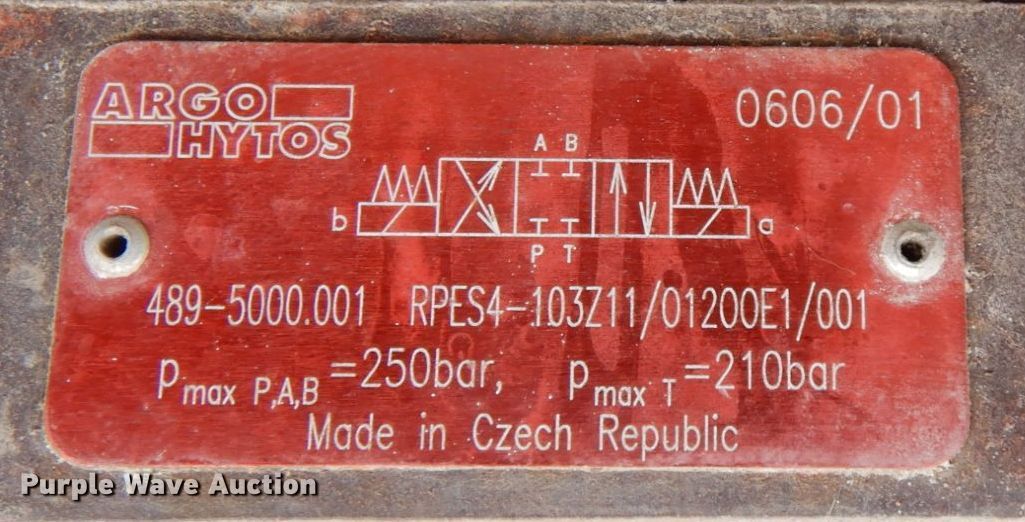 ARGO
HYTOS
0606/01
A B
b
a
P T
489-5000.001 RPES4-103Z11/01200E1/001
pmax P,A,B =250bar, pmax T =210bar
Made in Czech Republic
Purple Wave Auction